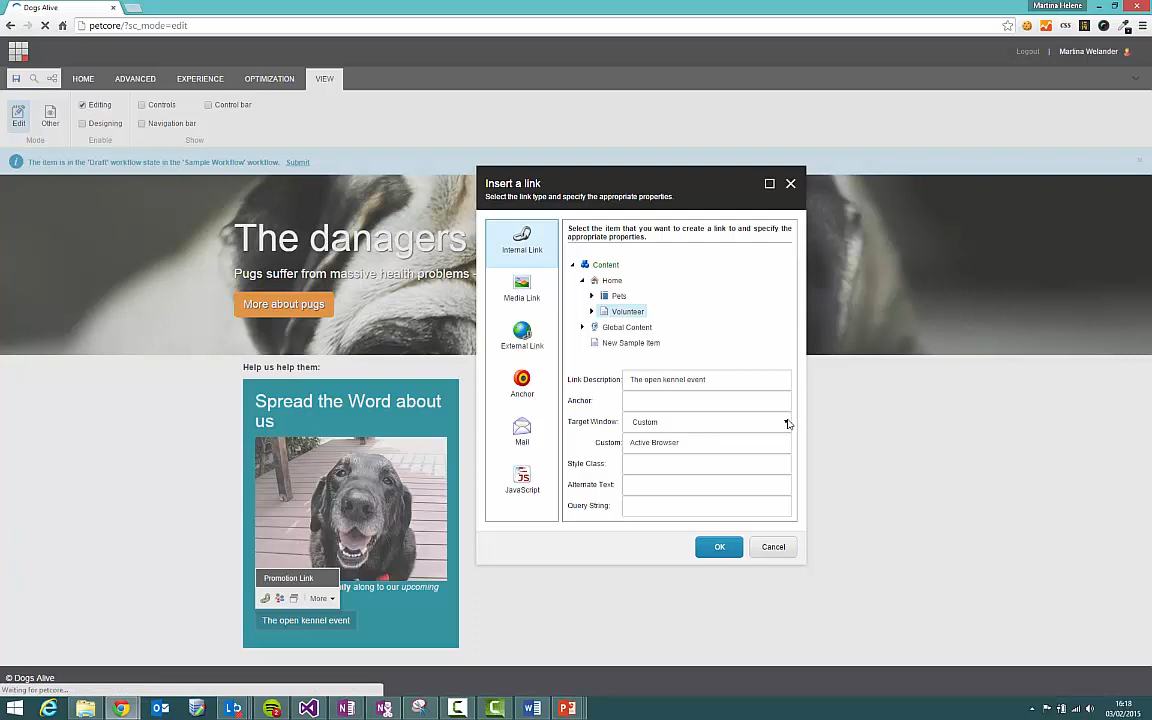 Dogs Alive
Martina Helene
petcore/?sc_mode=edit
CSS
Logout | Martina Welander
HOME ADVANCED EXPERIENCE OPTIMIZATION VIEW
Edit Other
Editing Controls Control bar
Designing Navigation bar
Mode Enable Show
The item is in the 'Draft' workflow state in the 'Sample Workflow' workflow. Submit
The danagers
Pugs suffer from massive health problems -
More about pugs
Help us help them:
Spread the Word about
us
Promotion Link
More
ily along to our upcoming
The open kennel event
Insert a link
Select the link type and specify the appropriate properties.
Internal Link
Media Link
External Link
Anchor
Mail
JS
JavaScript
Select the item that you want to create a link to and specify the
appropriate properties.
Content
Home
Pets
Volunteer
Global Content
New Sample Item
Link Description: The open kennel event
Anchor:
Target Window: Custom
Custom: Active Browser
Style Class:
Alternate Text:
Query String:
OK Cancel
© Dogs Alive
Waiting for petcore...
16:18
03/02/2015